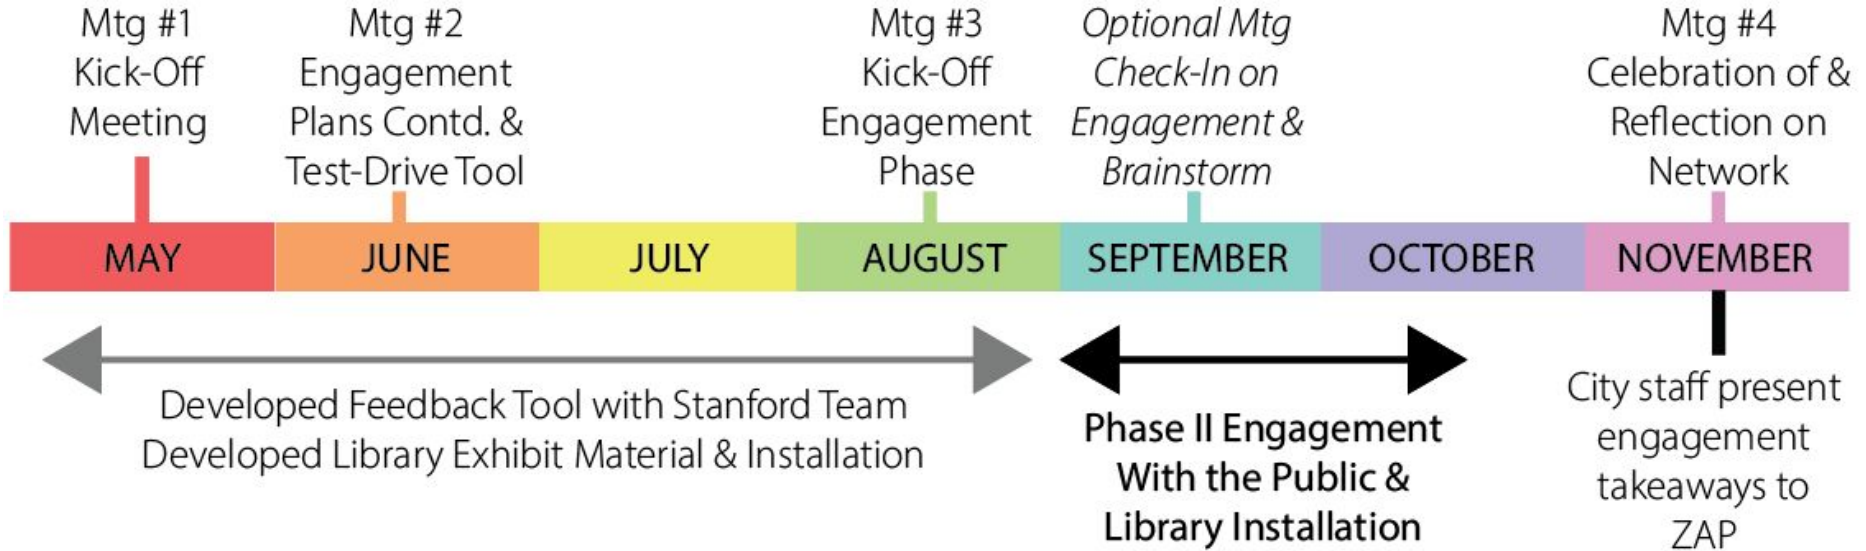 Mtg #1
Kick-Off
Meeting
Mtg #2
Engagement
Plans Contd. &
Test-Drive Tool
Mtg #3
Kick-Off
Engagement
Phase
Optional Mtg
Check-In on
Engagement &
Brainstorm
Mtg #4
Celebration of &
Reflection on
Network
MAY
JUNE
JULY
AUGUST
SEPTEMBER
OCTOBER
NOVEMBER
Developed Feedback Tool with Stanford Team
Developed Library Exhibit Material & Installation
Phase II Engagement
With the Public &
Library Installation
City staff present
engagement
takeaways to
ZAP